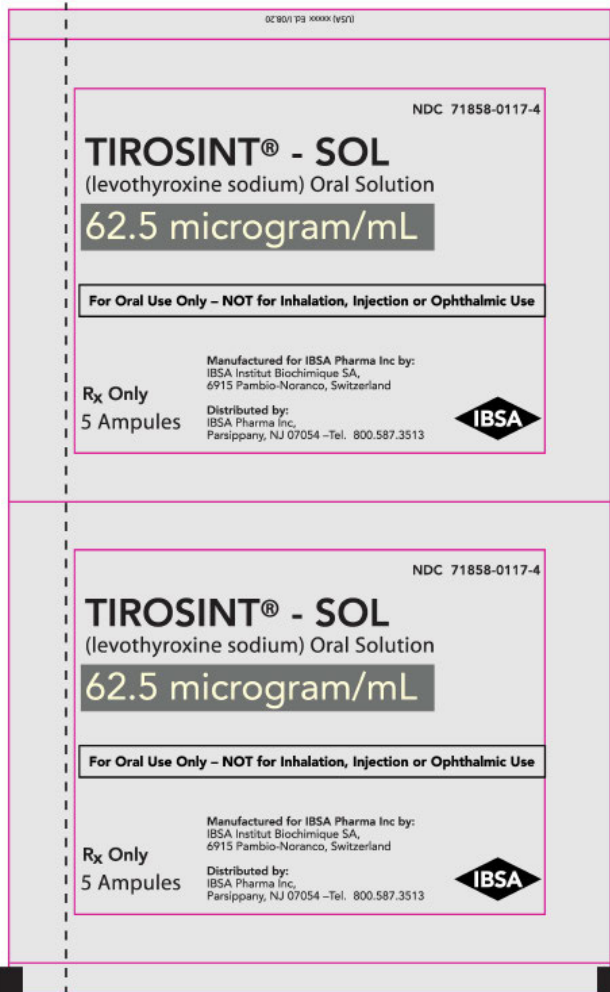 (USA) xxxxx Ed. I/08.20
NDC 71858-0117-4
TIROSINT® - SOL
(levothyroxine sodium) Oral Solution
62.5 microgram/mL
For Oral Use Only – NOT for Inhalation, Injection or Ophthalmic Use
Manufactured for IBSA Pharma Inc by:
IBSA Institut Biochimique SA,
6915 Pambio-Noranco, Switzerland
Rx Only
5 Ampules
Distributed by:
IBSA Pharma Inc,
Parsippany, NJ 07054 –Tel. 800.587.3513
IBSA
NDC 71858-0117-4
TIROSINT® - SOL
(levothyroxine sodium) Oral Solution
62.5 microgram/mL
For Oral Use Only – NOT for Inhalation, Injection or Ophthalmic Use
Manufactured for IBSA Pharma Inc by:
IBSA Institut Biochimique SA,
6915 Pambio-Noranco, Switzerland
Rx Only
5 Ampules
Distributed by:
IBSA Pharma Inc,
Parsippany, NJ 07054 –Tel. 800.587.3513
IBSA